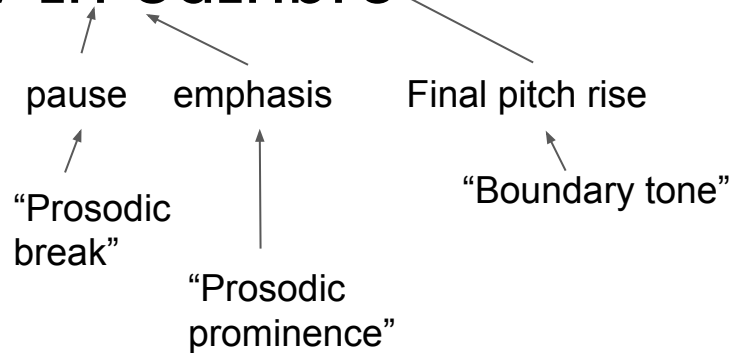 pause emphasis Final pitch rise
“Prosodic
break”
“Boundary tone”
“Prosodic
prominence”